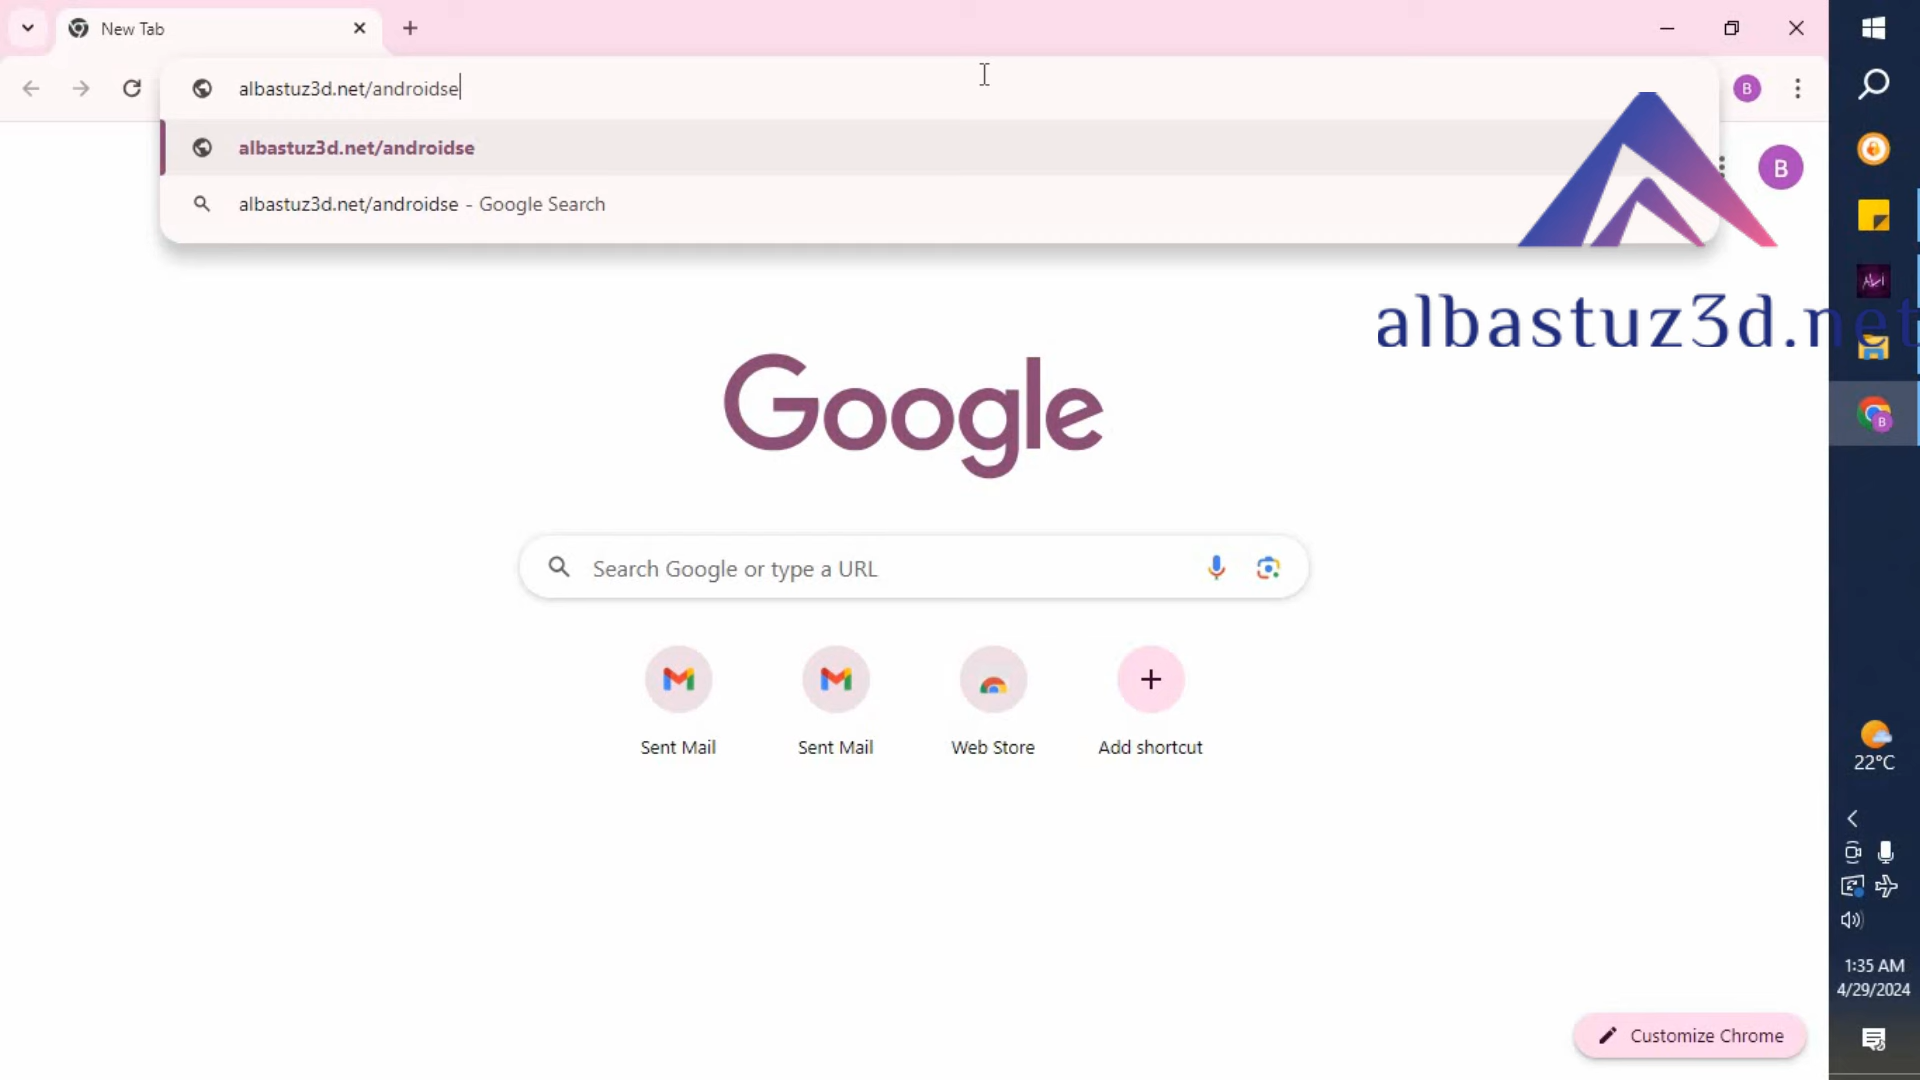 New Tab
albastuz3d.net/androidse
B
albastuz3d.net/androidse
albastuz3d.net/androidse - Google Search
B
albastuz3d.net
Google
B
Search Google or type a URL
Sent Mail
Sent Mail
Web Store
Add shortcut
22°C
1:35 AM
4/29/2024
Customize Chrome